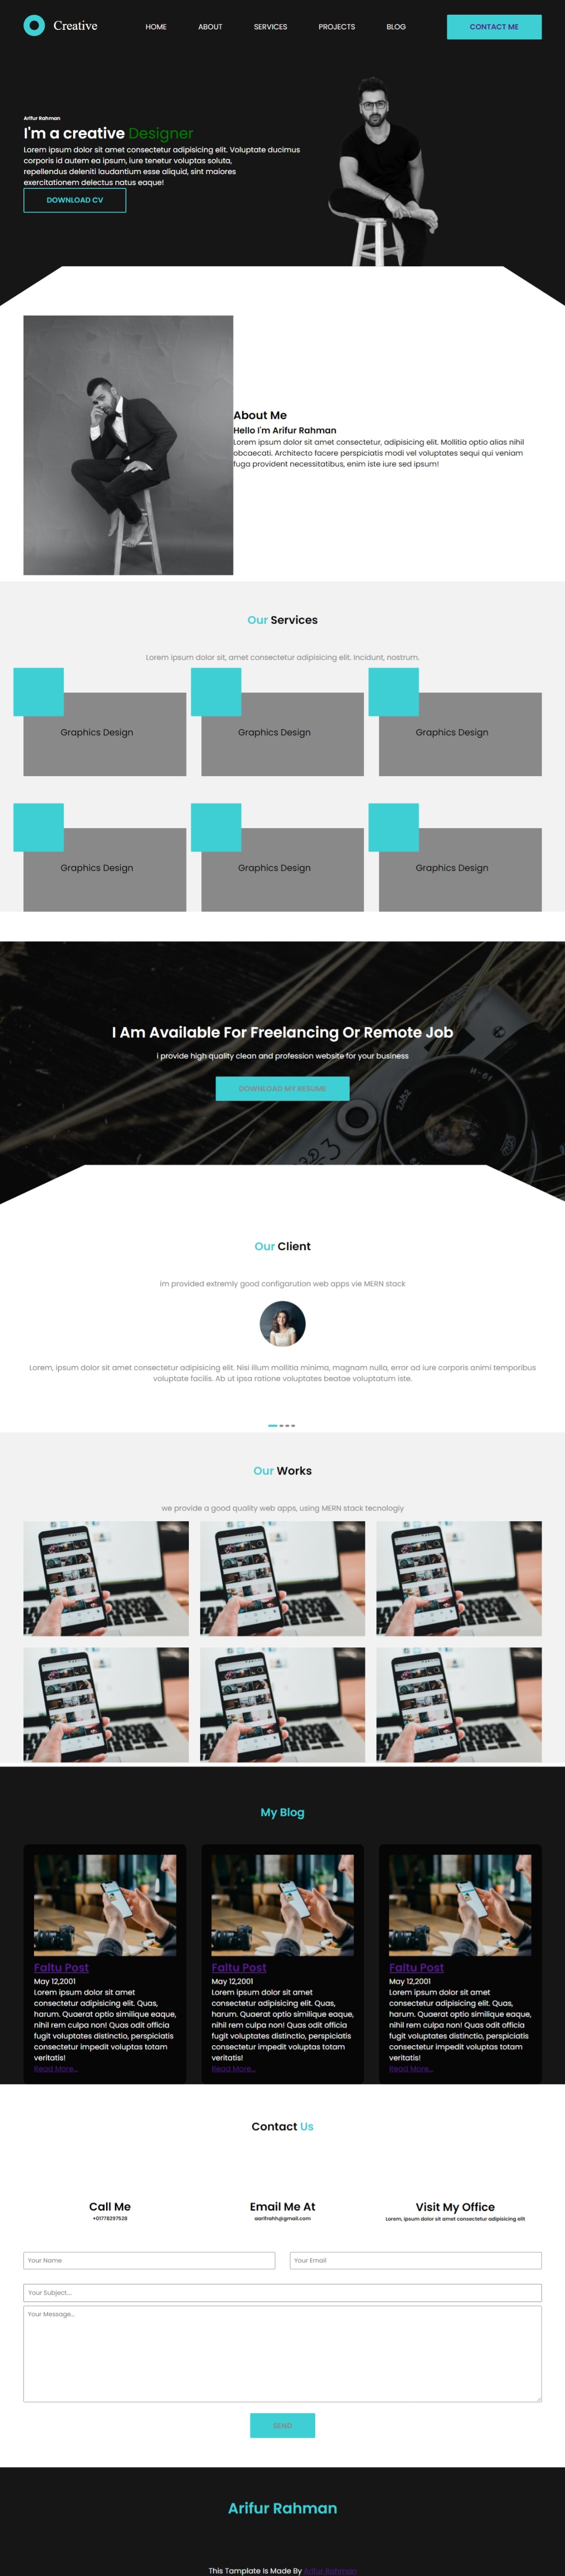 Creative
HOME ABOUT SERVICES PROJECTS BLOG CONTACT ME
Arifur Rahman
I'm a creative Designer
Lorem ipsum dolor sit amet consectetur adipisicing elit. Voluptate ducimus
corporis id autem ea ipsum, iure tenetur voluptas soluta,
repellendus deleniti laudantium esse aliquid, sint maiores
exercitationem delectus natus eaque!
DOWNLOAD CV
About Me
Hello I'm Arifur Rahman
Lorem ipsum dolor sit amet consectetur, adipisicing elit. Mollitia optio alias nihil
obcaecati. Architecto facere perspiciatis modi vel voluptates sequi qui veniam
fuga provident necessitatibus, enim iste iure sed ipsum!
Our Services
Lorem ipsum dolor sit, amet consectetur adipisicing elit. Incidunt, nostrum.
Graphics Design Graphics Design Graphics Design
Graphics Design Graphics Design Graphics Design
I Am Available For Freelancing Or Remote Job
I provide high quality clean and profession website for your business
DOWNLOAD MY RESUME
Our Client
im provided extremly good configarution web apps vie MERN stack
Lorem, ipsum dolor sit amet consectetur adipisicing elit. Nisi illum mollitia minima, magnam nulla, error ad iure corporis animi temporibus
voluptate facilis. Ab ut ipsa ratione voluptates beatae voluptatum iste.
Our Works
we provide a good quality web apps, using MERN stack tecnologiy
My Blog
Faltu Post
May 12,2001
Lorem ipsum dolor sit amet
consectetur adipisicing elit. Quas,
harum. Quaerat optio similique eaque,
nihil rem culpa non! Quas odit officia
fugit voluptates distinctio, perspiciatis
consectetur impedit voluptas totam
veritatis!
Read More...
Faltu Post
May 12,2001
Lorem ipsum dolor sit amet
consectetur adipisicing elit. Quas,
harum. Quaerat optio similique eaque,
nihil rem culpa non! Quas odit officia
fugit voluptates distinctio, perspiciatis
consectetur impedit voluptas totam
veritatis!
Read More...
Faltu Post
May 12,2001
Lorem ipsum dolor sit amet
consectetur adipisicing elit. Quas,
harum. Quaerat optio similique eaque,
nihil rem culpa non! Quas odit officia
fugit voluptates distinctio, perspiciatis
consectetur impedit voluptas totam
veritatis!
Read More...
Contact Us
Call Me
+01778297528
Email Me At
aarifrahh@gmail.com
Visit My Office
Lorem, ipsum dolor sit amet consectetur adipisicing elit
Your Name
Your Email
Your Subject...
Your Message...
SEND
Arifur Rahman
This Tamplate Is Made By Arifur Rahman